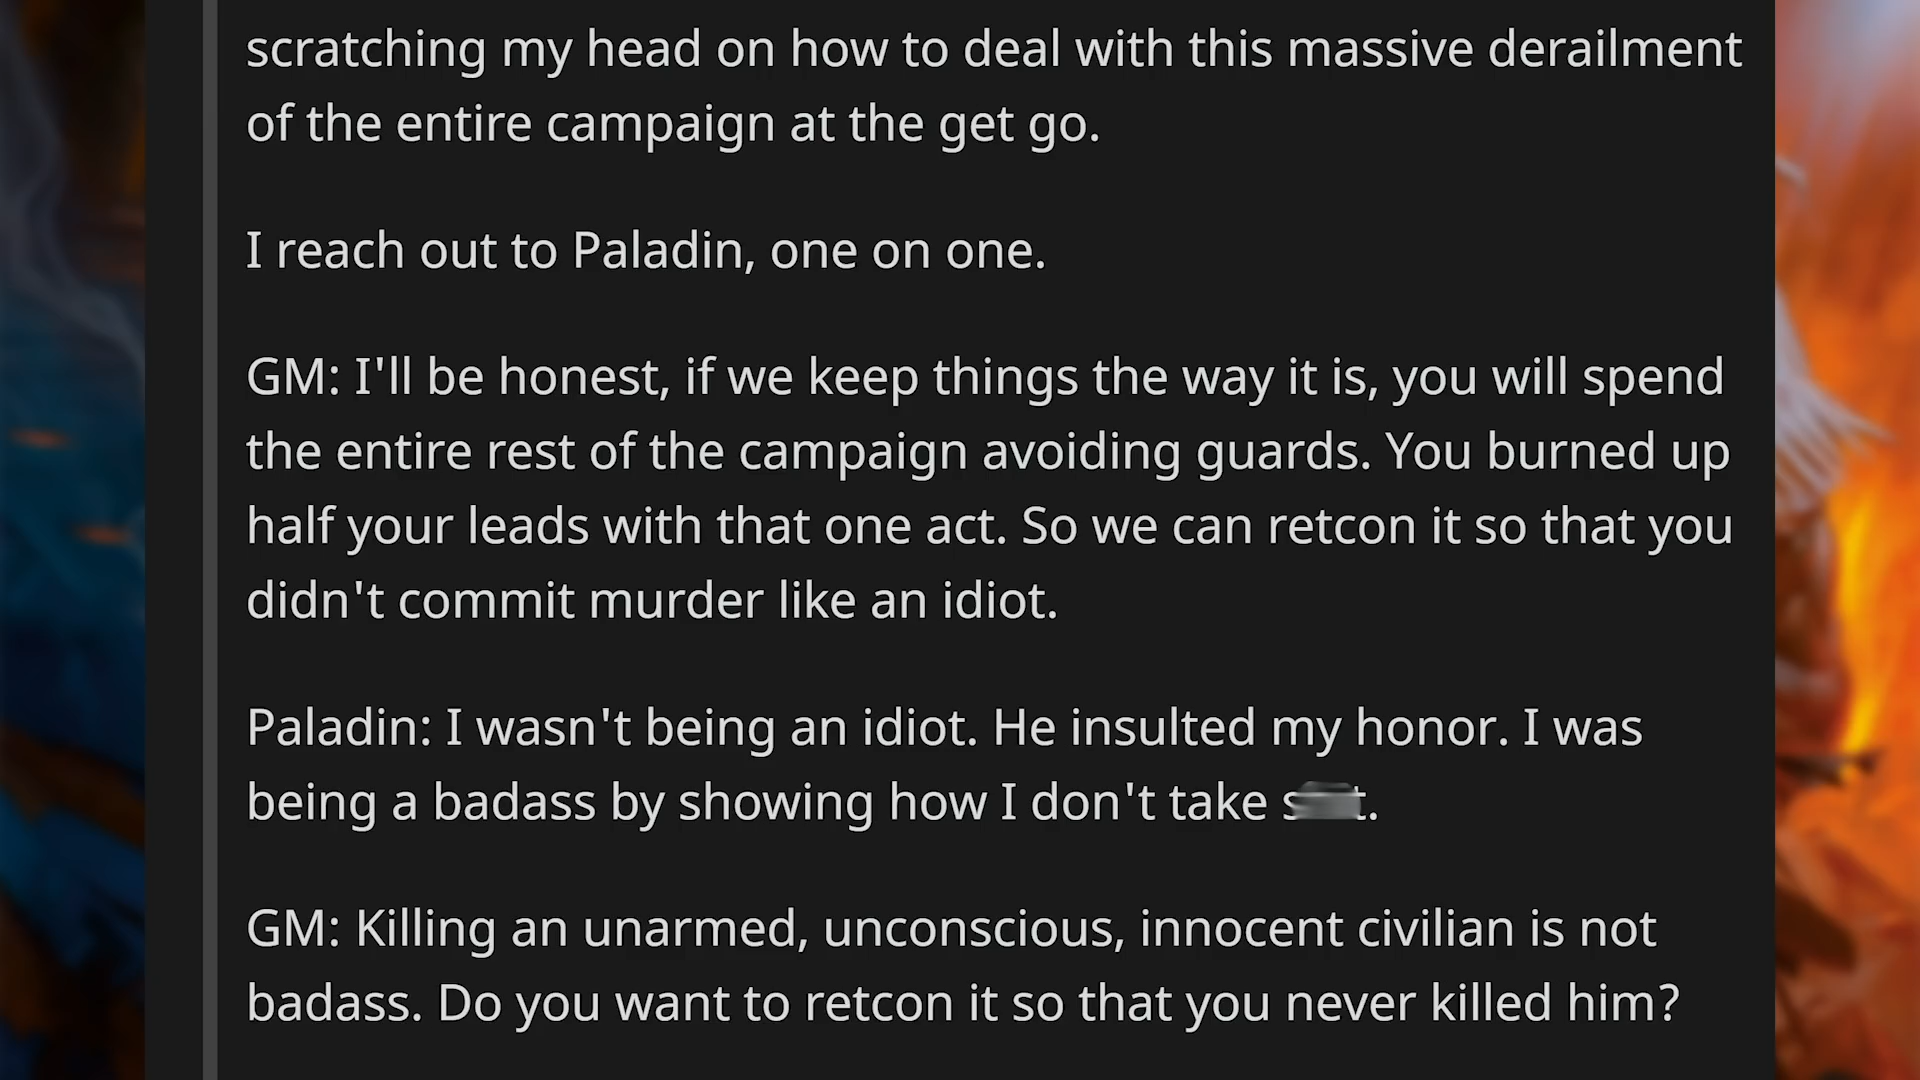 scratching my head on how to deal with this massive derailment
of the entire campaign at the get go.
I reach out to Paladin, one on one.
GM: I'll be honest, if we keep things the way it is, you will spend
the entire rest of the campaign avoiding guards. You burned up
half your leads with that one act. So we can retcon it so that you
didn't commit murder like an idiot.
Paladin: I wasn't being an idiot. He insulted my honor. I was
being a badass by showing how I don't take
GM: Killing an unarmed, unconscious, innocent civilian is not
badass. Do you want to retcon it so that you never killed him?